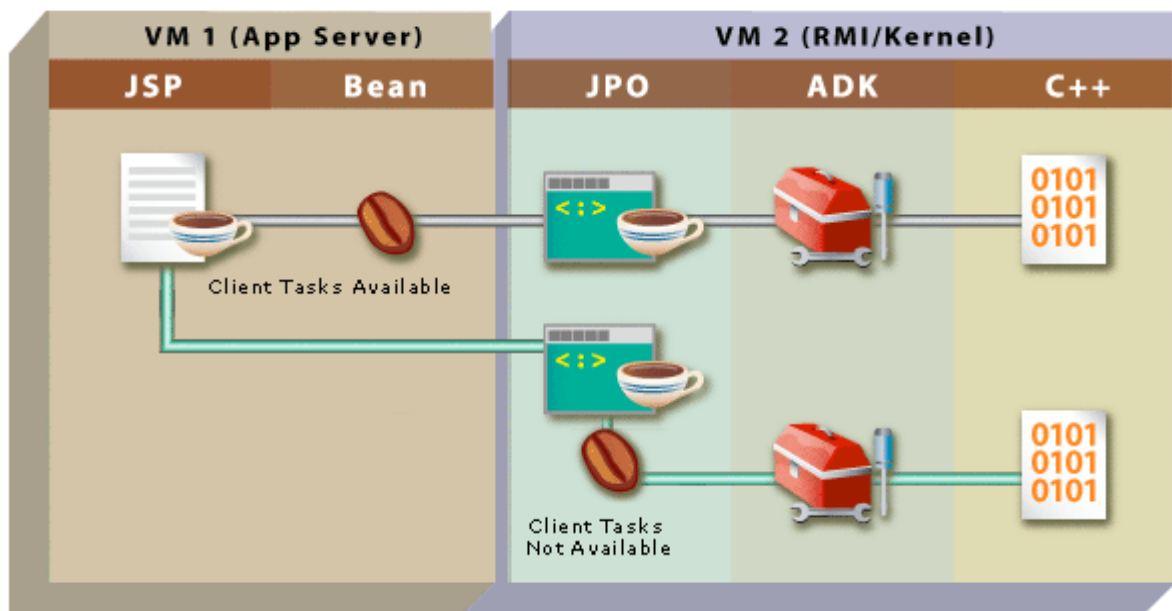 VM 1 (App Server)
VM 2 (RMI/Kernel)
JSP
Bean
JPO
ADK
C++
<:>
0101
0101
0101
Client Tasks Available
<:>
0101
0101
0101
Client Tasks
Not Available